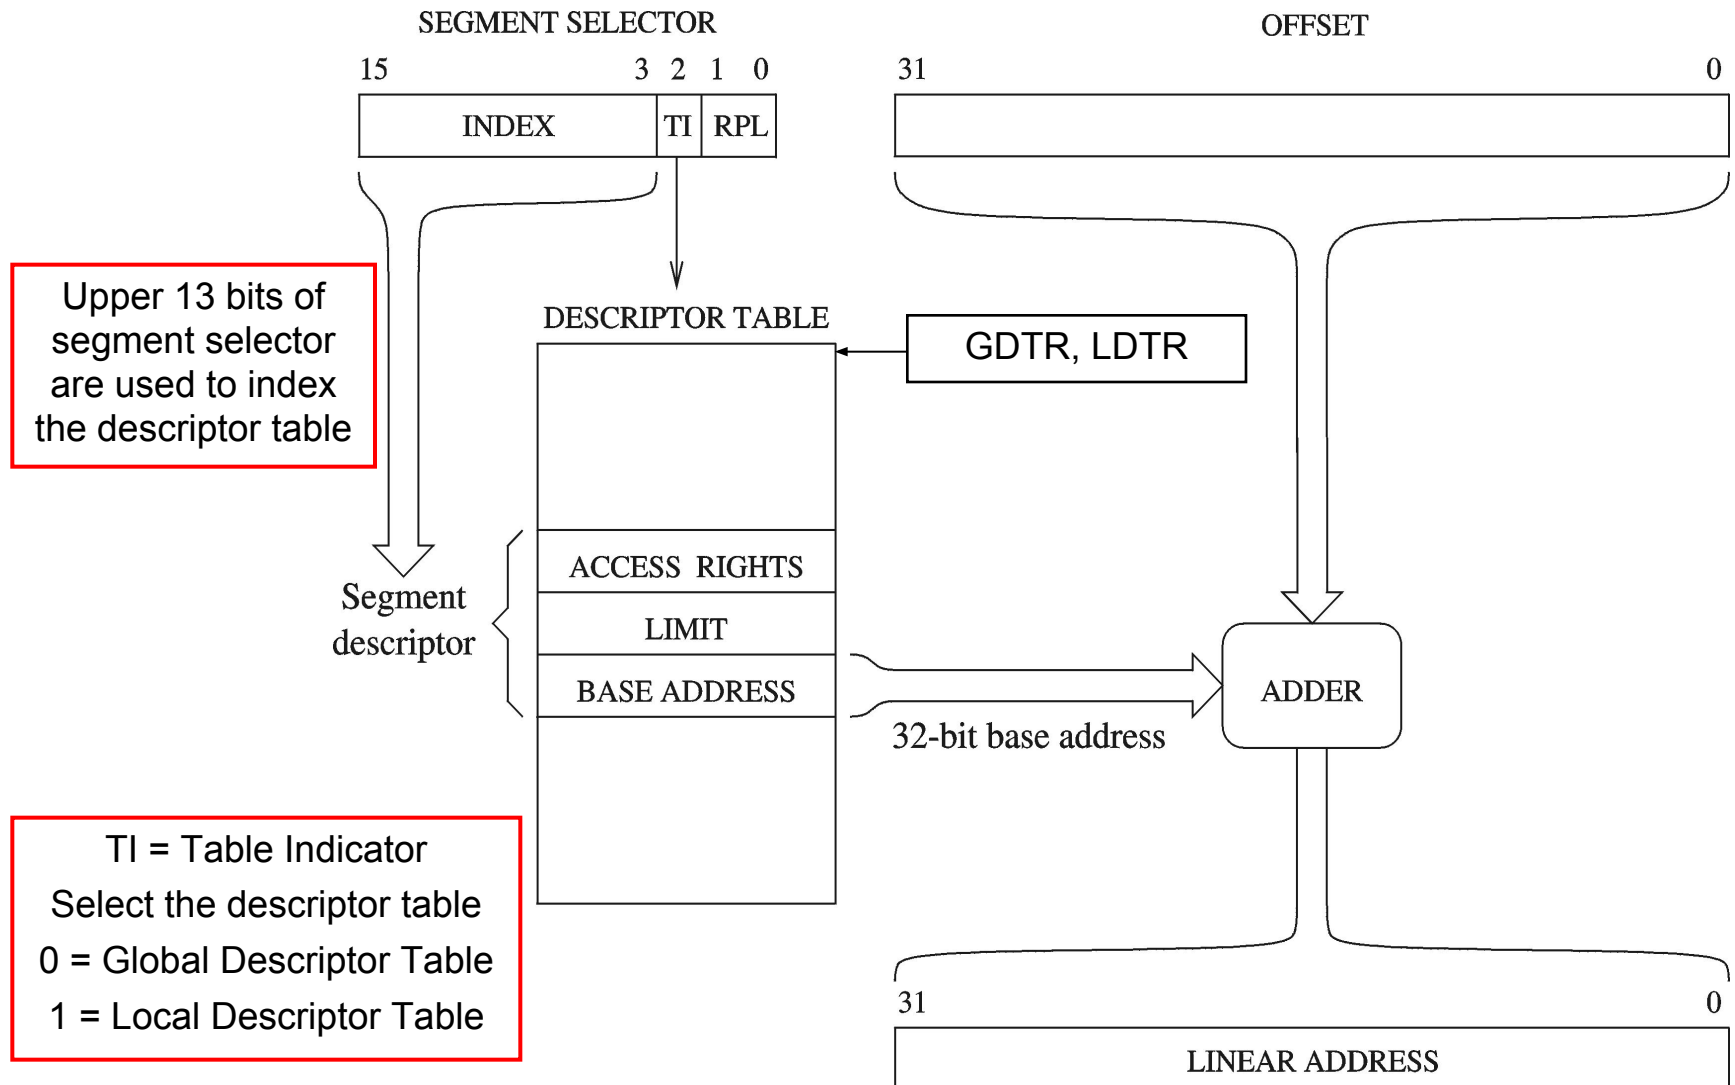 SEGMENT SELECTOR
OFFSET
15 3 2 1 0
31 0
INDEX TI RPL
Upper 13 bits of
segment selector
are used to index
the descriptor table
DESCRIPTOR TABLE
GDTR, LDTR
ACCESS RIGHTS
Segment
descriptor
LIMIT
BASE ADDRESS
ADDER
32-bit base address
TI = Table Indicator
Select the descriptor table
0 = Global Descriptor Table
1 = Local Descriptor Table
31 0
LINEAR ADDRESS